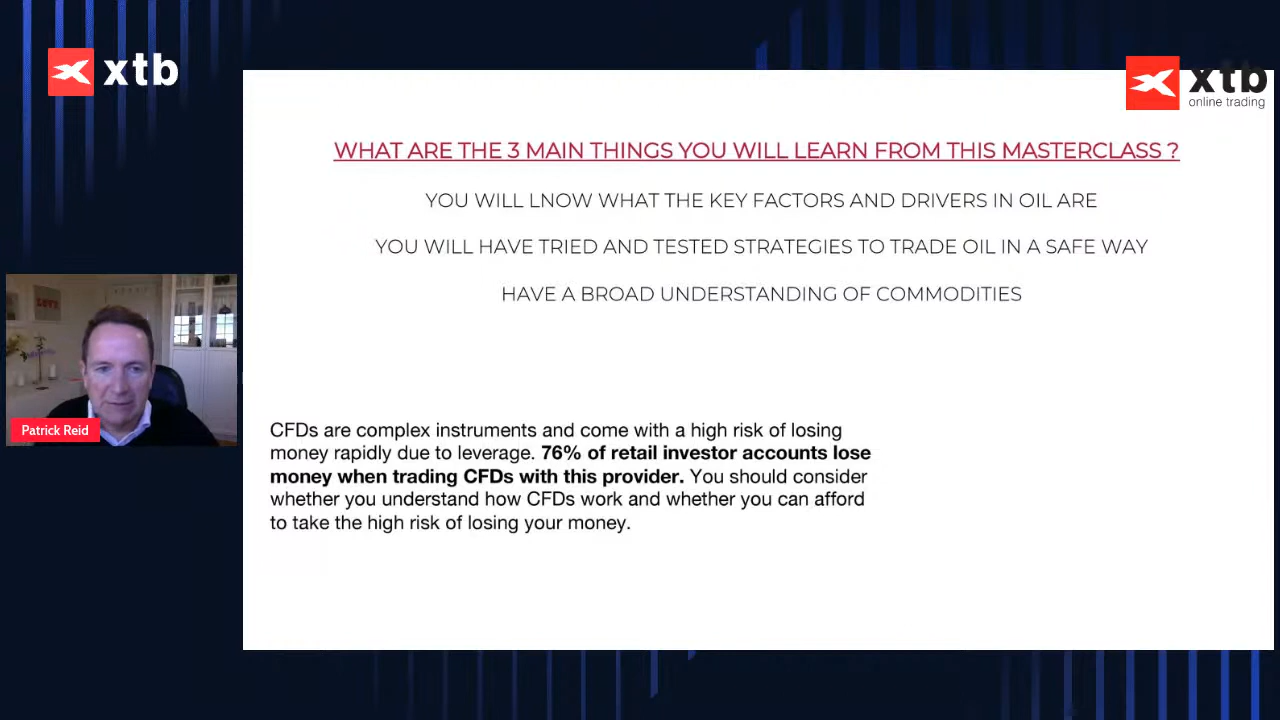 xtb
xtb
online trading
WHAT ARE THE 3 MAIN THINGS YOU WILL LEARN FROM THIS MASTERCLASS ?
YOU WILL LNOW WHAT THE KEY FACTORS AND DRIVERS IN OIL ARE
YOU WILL HAVE TRIED AND TESTED STRATEGIES TO TRADE OIL IN A SAFE WAY
HAVE A BROAD UNDERSTANDING OF COMMODITIES
LOVE
Patrick Reid
CFDs are complex instruments and come with a high risk of losing
money rapidly due to leverage. 76% of retail investor accounts lose
money when trading CFDs with this provider. You should consider
whether you understand how CFDs work and whether you can afford
to take the high risk of losing your money.